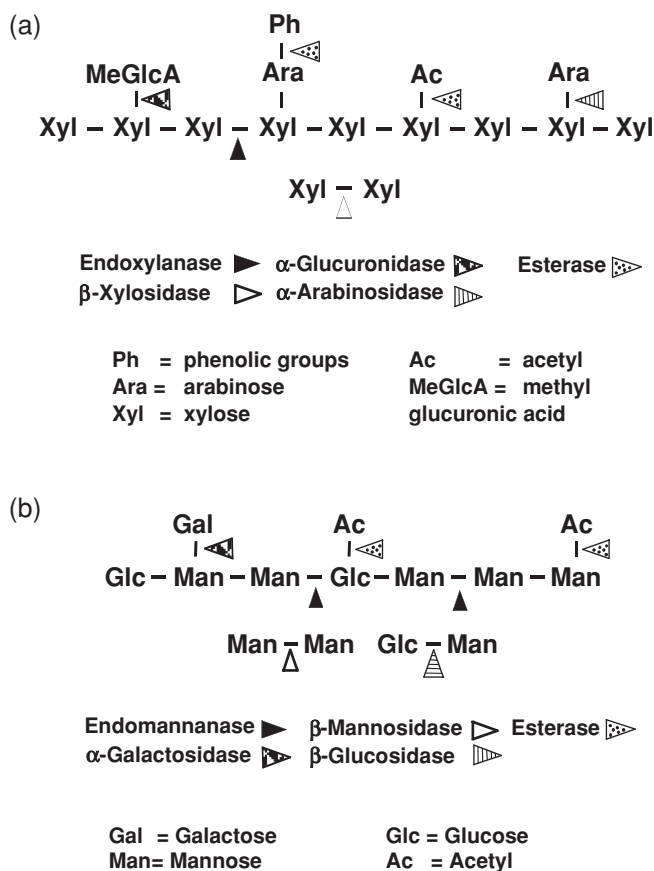 (a)
Ph
MeGlcA Ara Ac Ara
Xyl – Xyl – Xyl – Xyl – Xyl – Xyl – Xyl – Xyl – Xyl
Xyl – Xyl
Endoxylanase α-Glucuronidase Esterase
β-Xylosidase α-Arabinosidase
Ph = phenolic groups Ac = acetyl
Ara = arabinose MeGlcA = methyl
Xyl = xylose glucuronic acid
(b)
Gal Ac Ac
Glc – Man – Man – Glc – Man – Man – Man
Man – Man Glc – Man
Endomannanase β-Mannosidase Esterase
α-Galactosidase β-Glucosidase
Gal = Galactose Glc = Glucose
Man= Mannose Ac = Acetyl